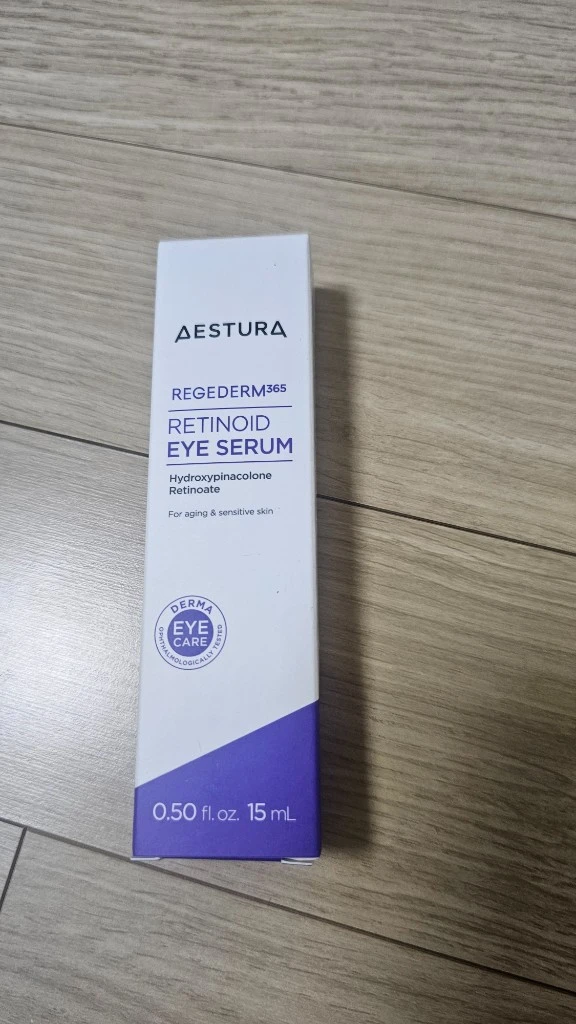 AESTURA
REGEDERM365
RETINOID
EYE SERUM
Hydroxypinacolone
Retinoate
For aging & sensitive skin
DERMA
EYE
CARE
OPHTHALMOLOGICALLY TESTED
0.50 fl. oz. 15 mL